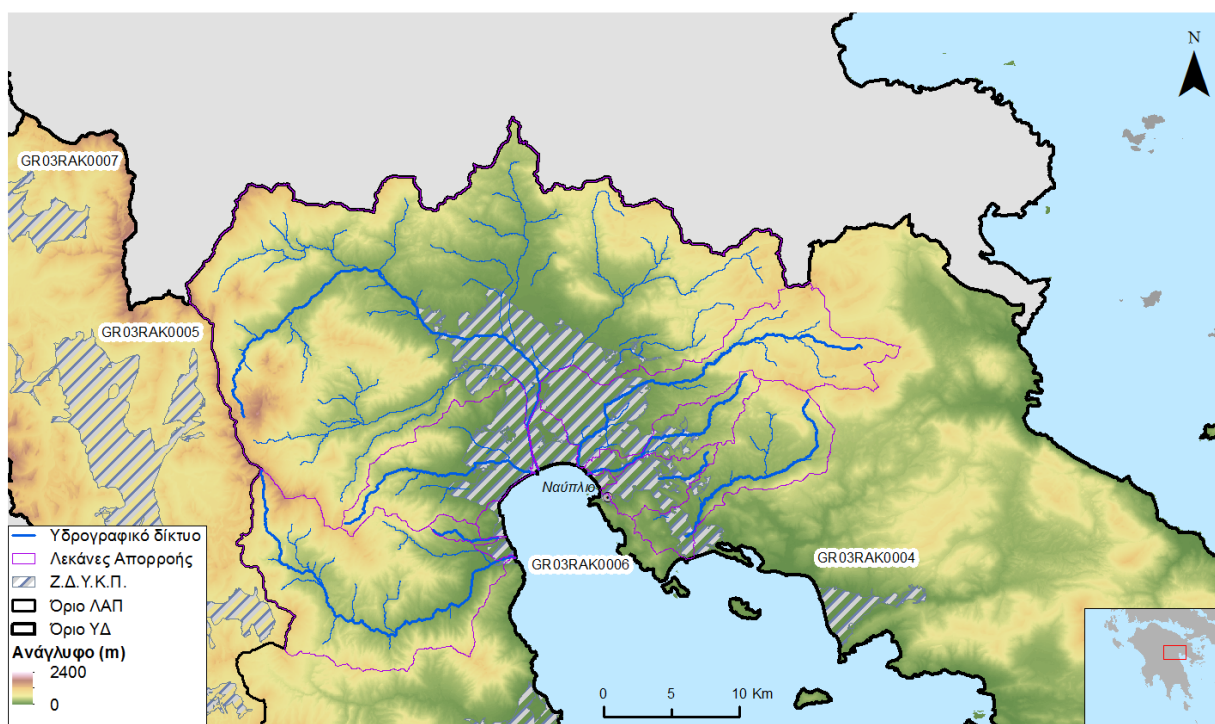 N
GR03RAK0007
GR03RAK0005
Ναύπλιο
GR03RAK0006
GR03RAK0004
Υδρογραφικό δίκτυο
Λεκάνες Απορροής
Ζ.Δ.Υ.Κ.Π.
Όριο ΛΑΠ
Όριο ΥΔ
Ανάγλυφο (m)
2400
0
0 5 10 Km